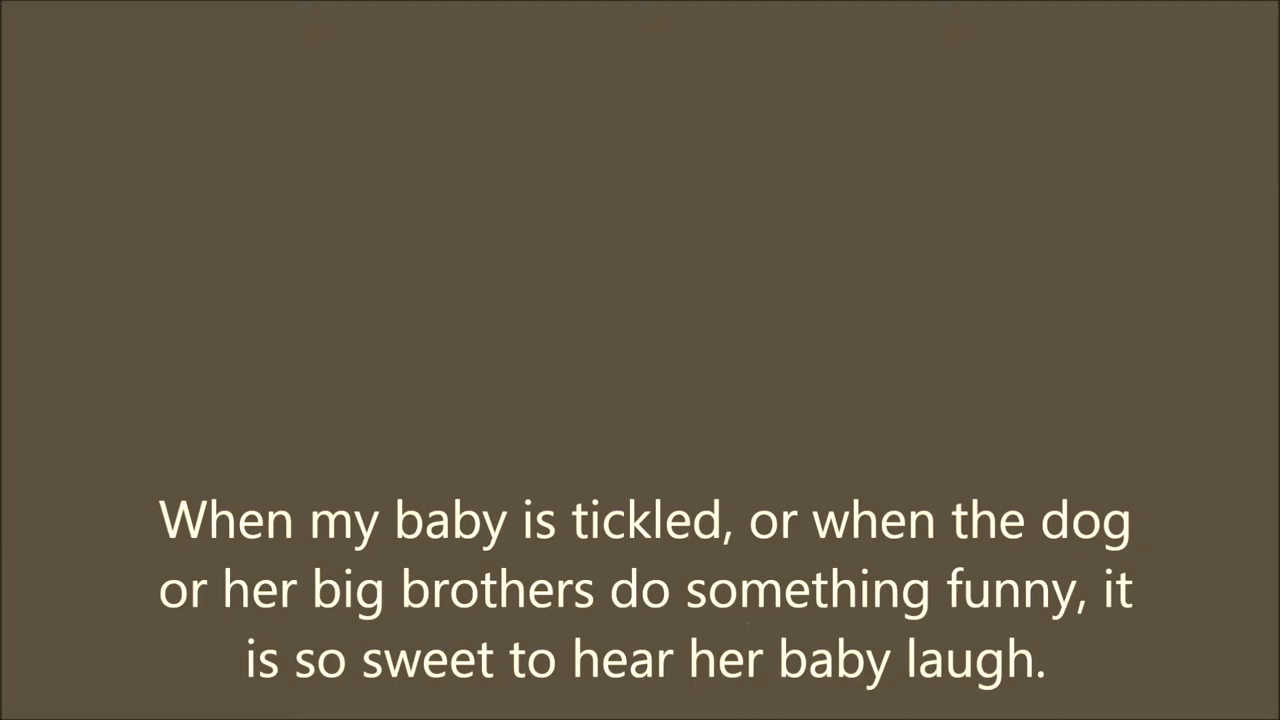 When my baby is tickled, or when the dog
or her big brothers do something funny, it
is so sweet to hear her baby laugh.